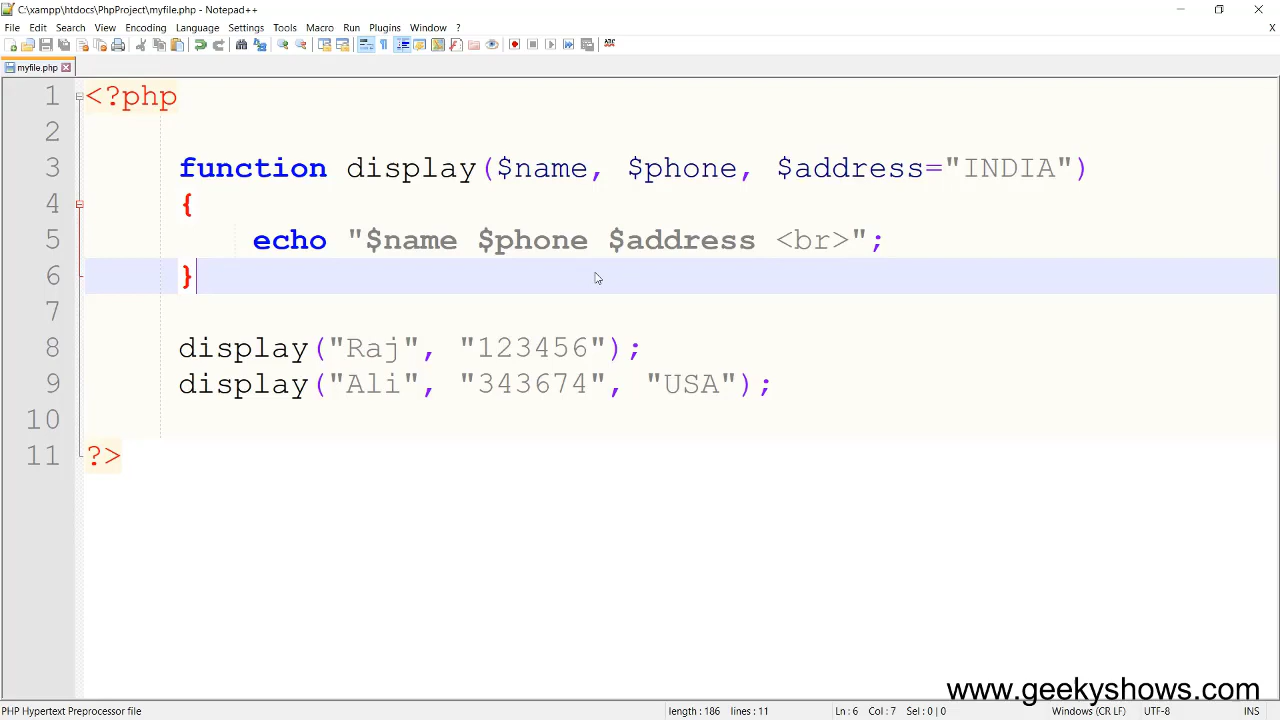 C:\xampp\htdocs\PhpProject\myfile.php - Notepad++
File Edit Search View Encoding Language Settings Tools Macro Run Plugins Window ? X
myfile.php
1 <?php
2
3 function display($name, $phone, $address="INDIA")
4 {
5 echo "$name $phone $address <br>";
6 }
7
8 display("Raj", "123456");
9 display("Ali", "343674", "USA");
10
11 ?>
www.geekyshows.com
PHP Hypertext Preprocessor file length : 186 lines : 11 Ln : 6 Col : 7 Sel : 0 | 0 Windows (CR LF) UTF-8 INS